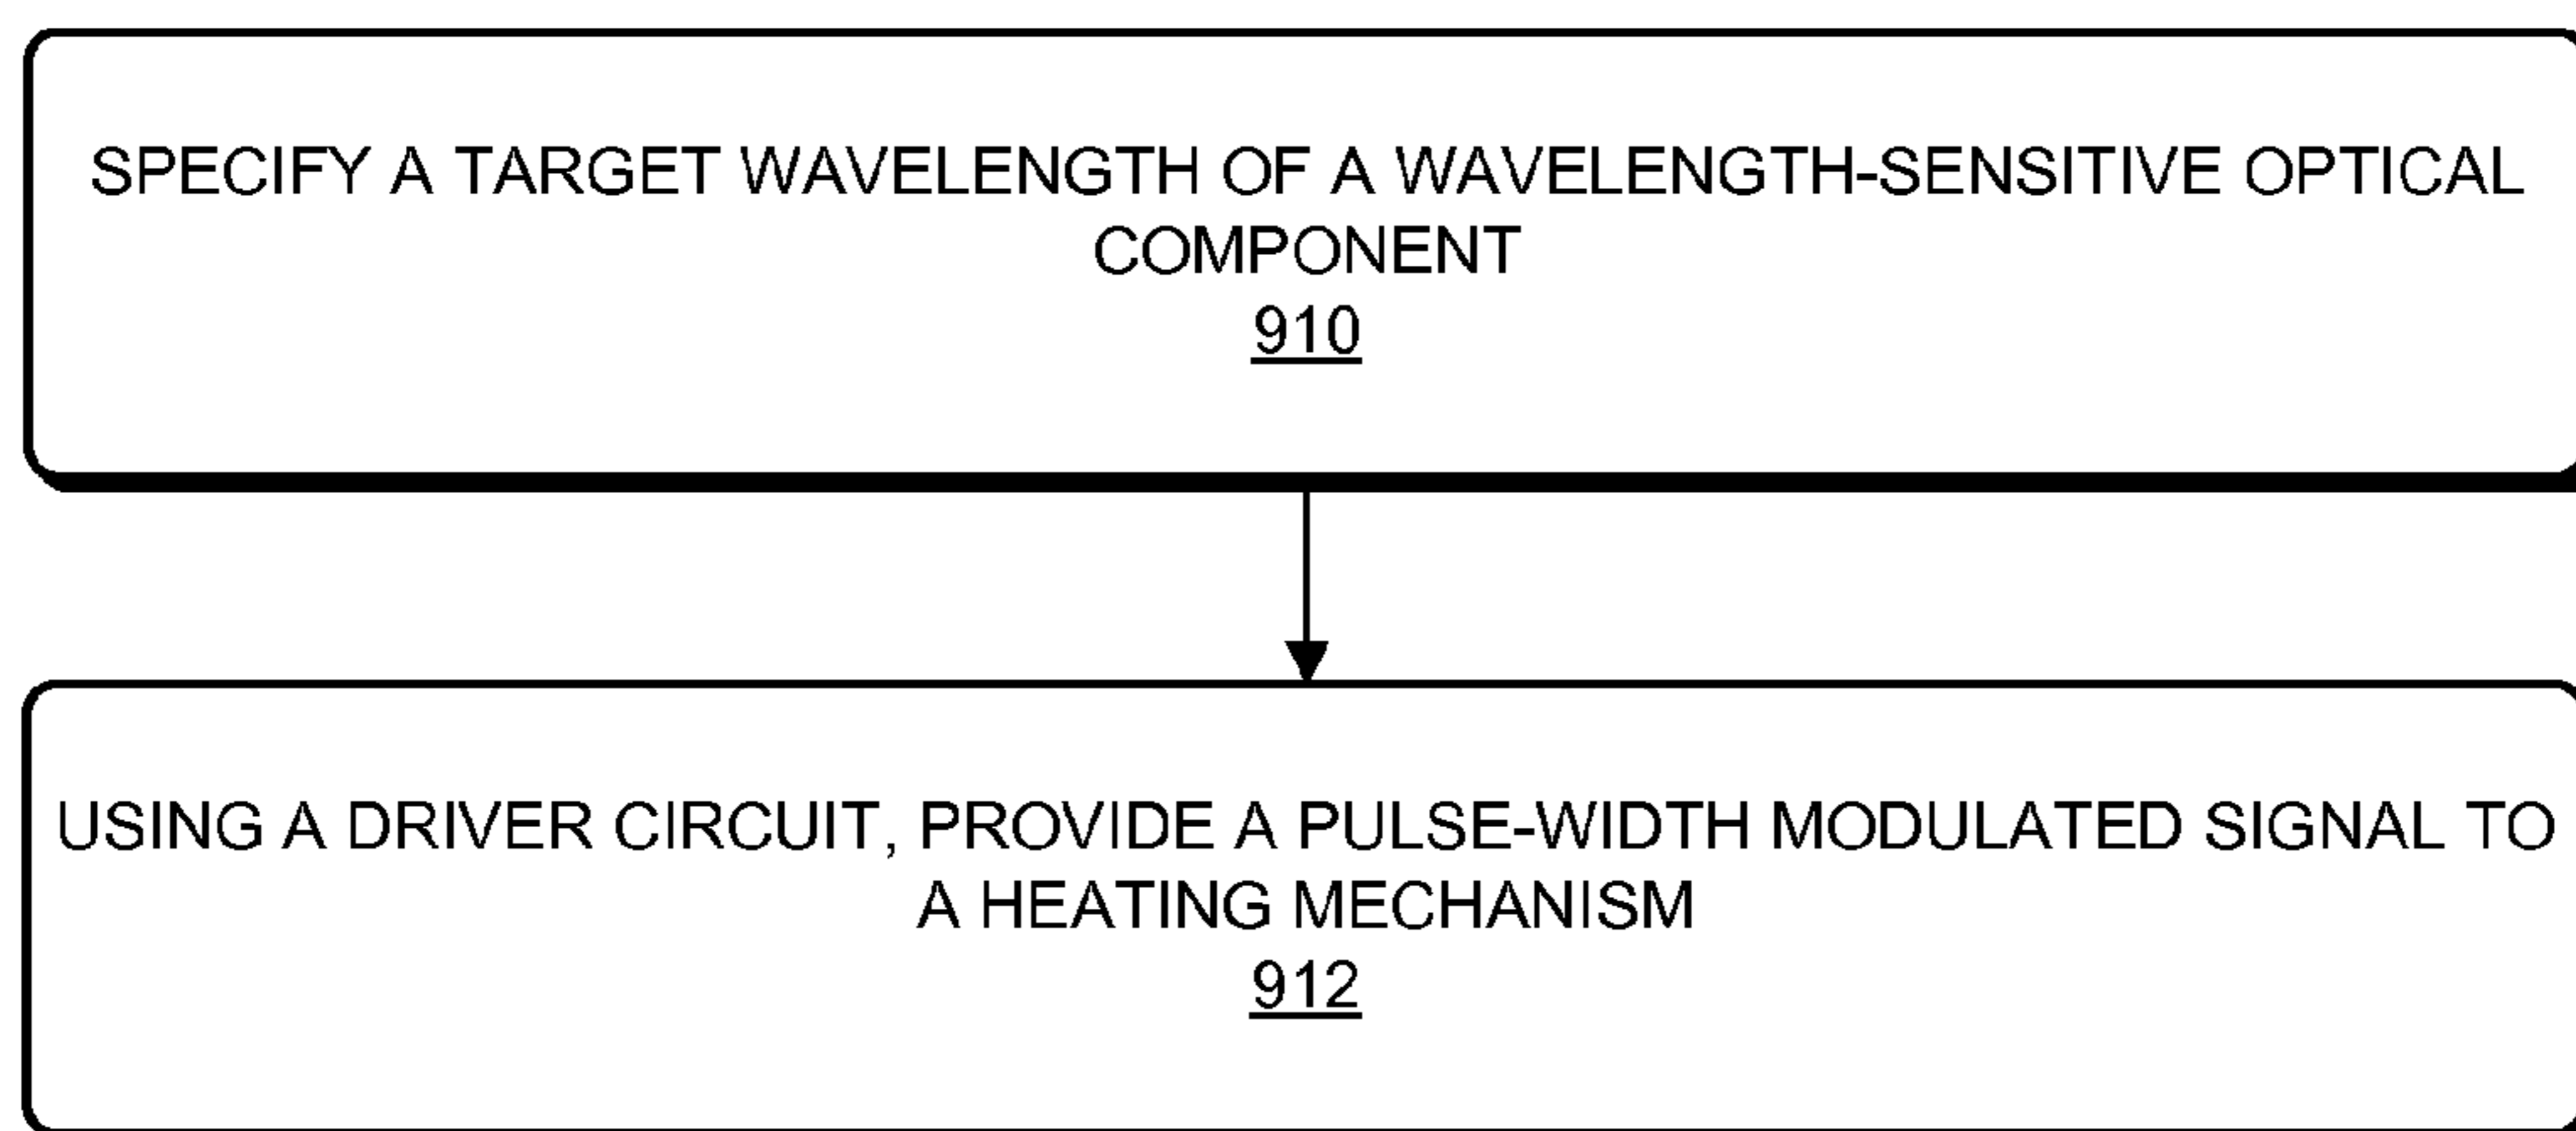 SPECIFY A TARGET WAVELENGTH OF A WAVELENGTH-SENSITIVE OPTICAL
COMPONENT
910
USING A DRIVER CIRCUIT, PROVIDE A PULSE-WIDTH MODULATED SIGNAL TO
A HEATING MECHANISM
912